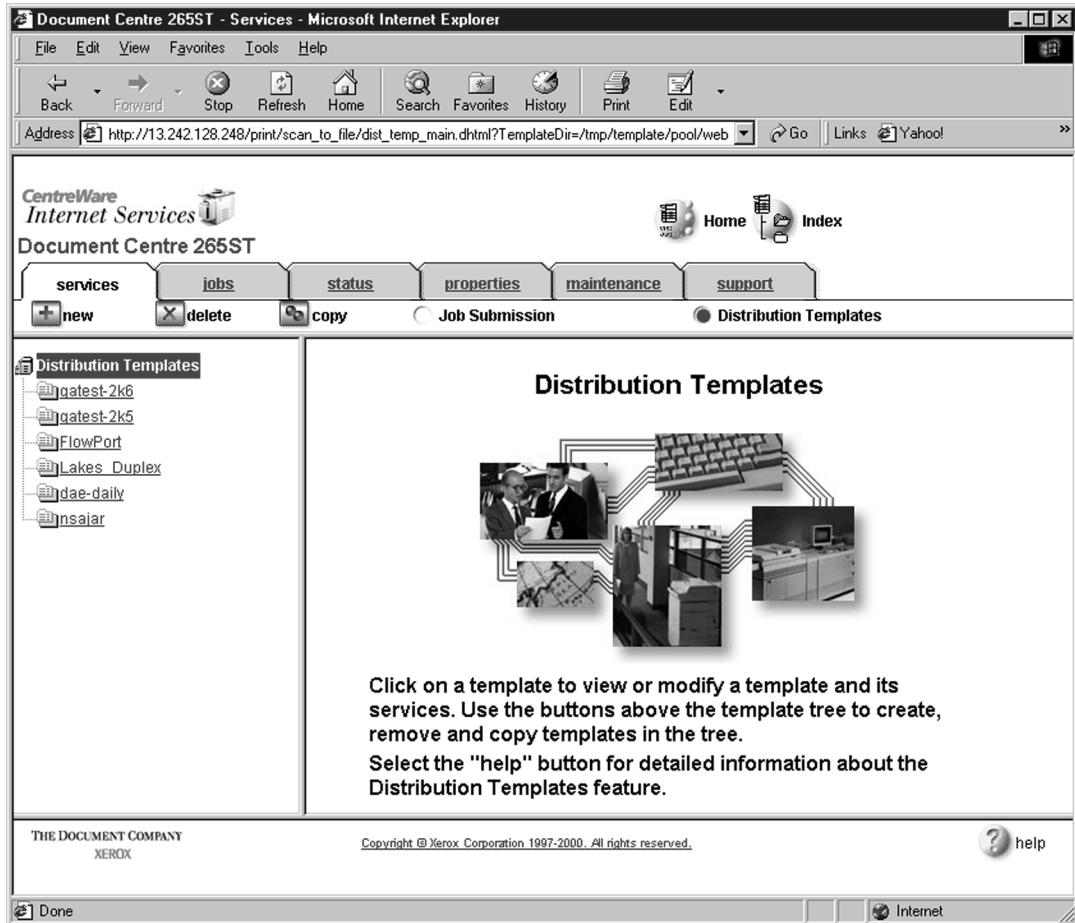 Document Centre 265ST - Services - Microsoft Internet Explorer
File Edit View Favorites Tools Help
Back Forward Stop Refresh Home Search Favorites History Print Edit
Address http://13.242.128.248/print/scan_to_file/dist_temp_main.dhtml?TemplateDir=/tmp/template/pool/web Go Links Yahoo! »
CentreWare
Internet Services
Home Index
Document Centre 265ST
services jobs status properties maintenance support
new delete copy Job Submission Distribution Templates
Distribution Templates
qatest-2k6
qatest-2k5
FlowPort
Lakes_Duplex
dae-daily
nsajar
Distribution Templates
Click on a template to view or modify a template and its
services. Use the buttons above the template tree to create,
remove and copy templates in the tree.
Select the "help" button for detailed information about the
Distribution Templates feature.
THE DOCUMENT COMPANY
XEROX
Copyright © Xerox Corporation 1997-2000. All rights reserved.
? help
Done Internet